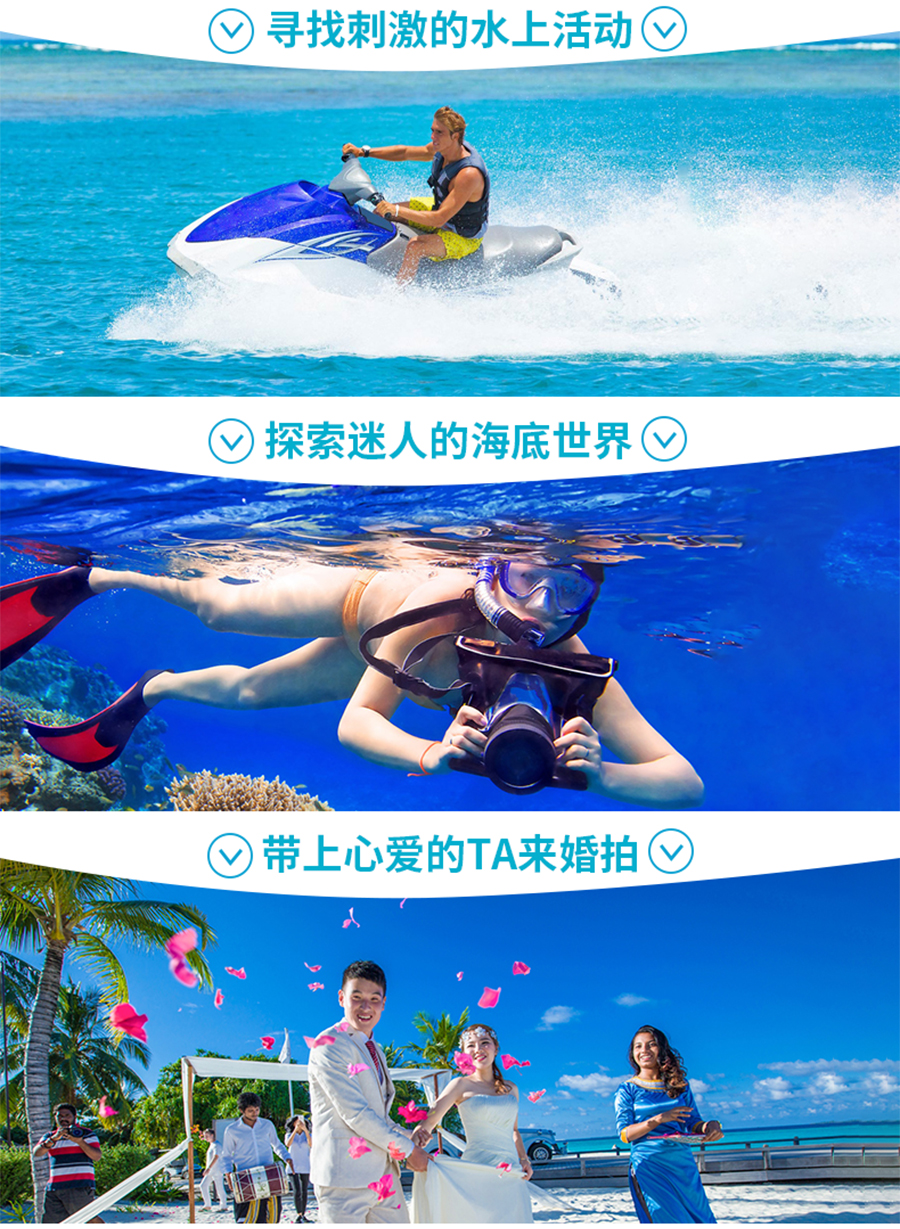 寻找刺激的水上活动
探索迷人的海底世界
带上心爱的TA来婚拍